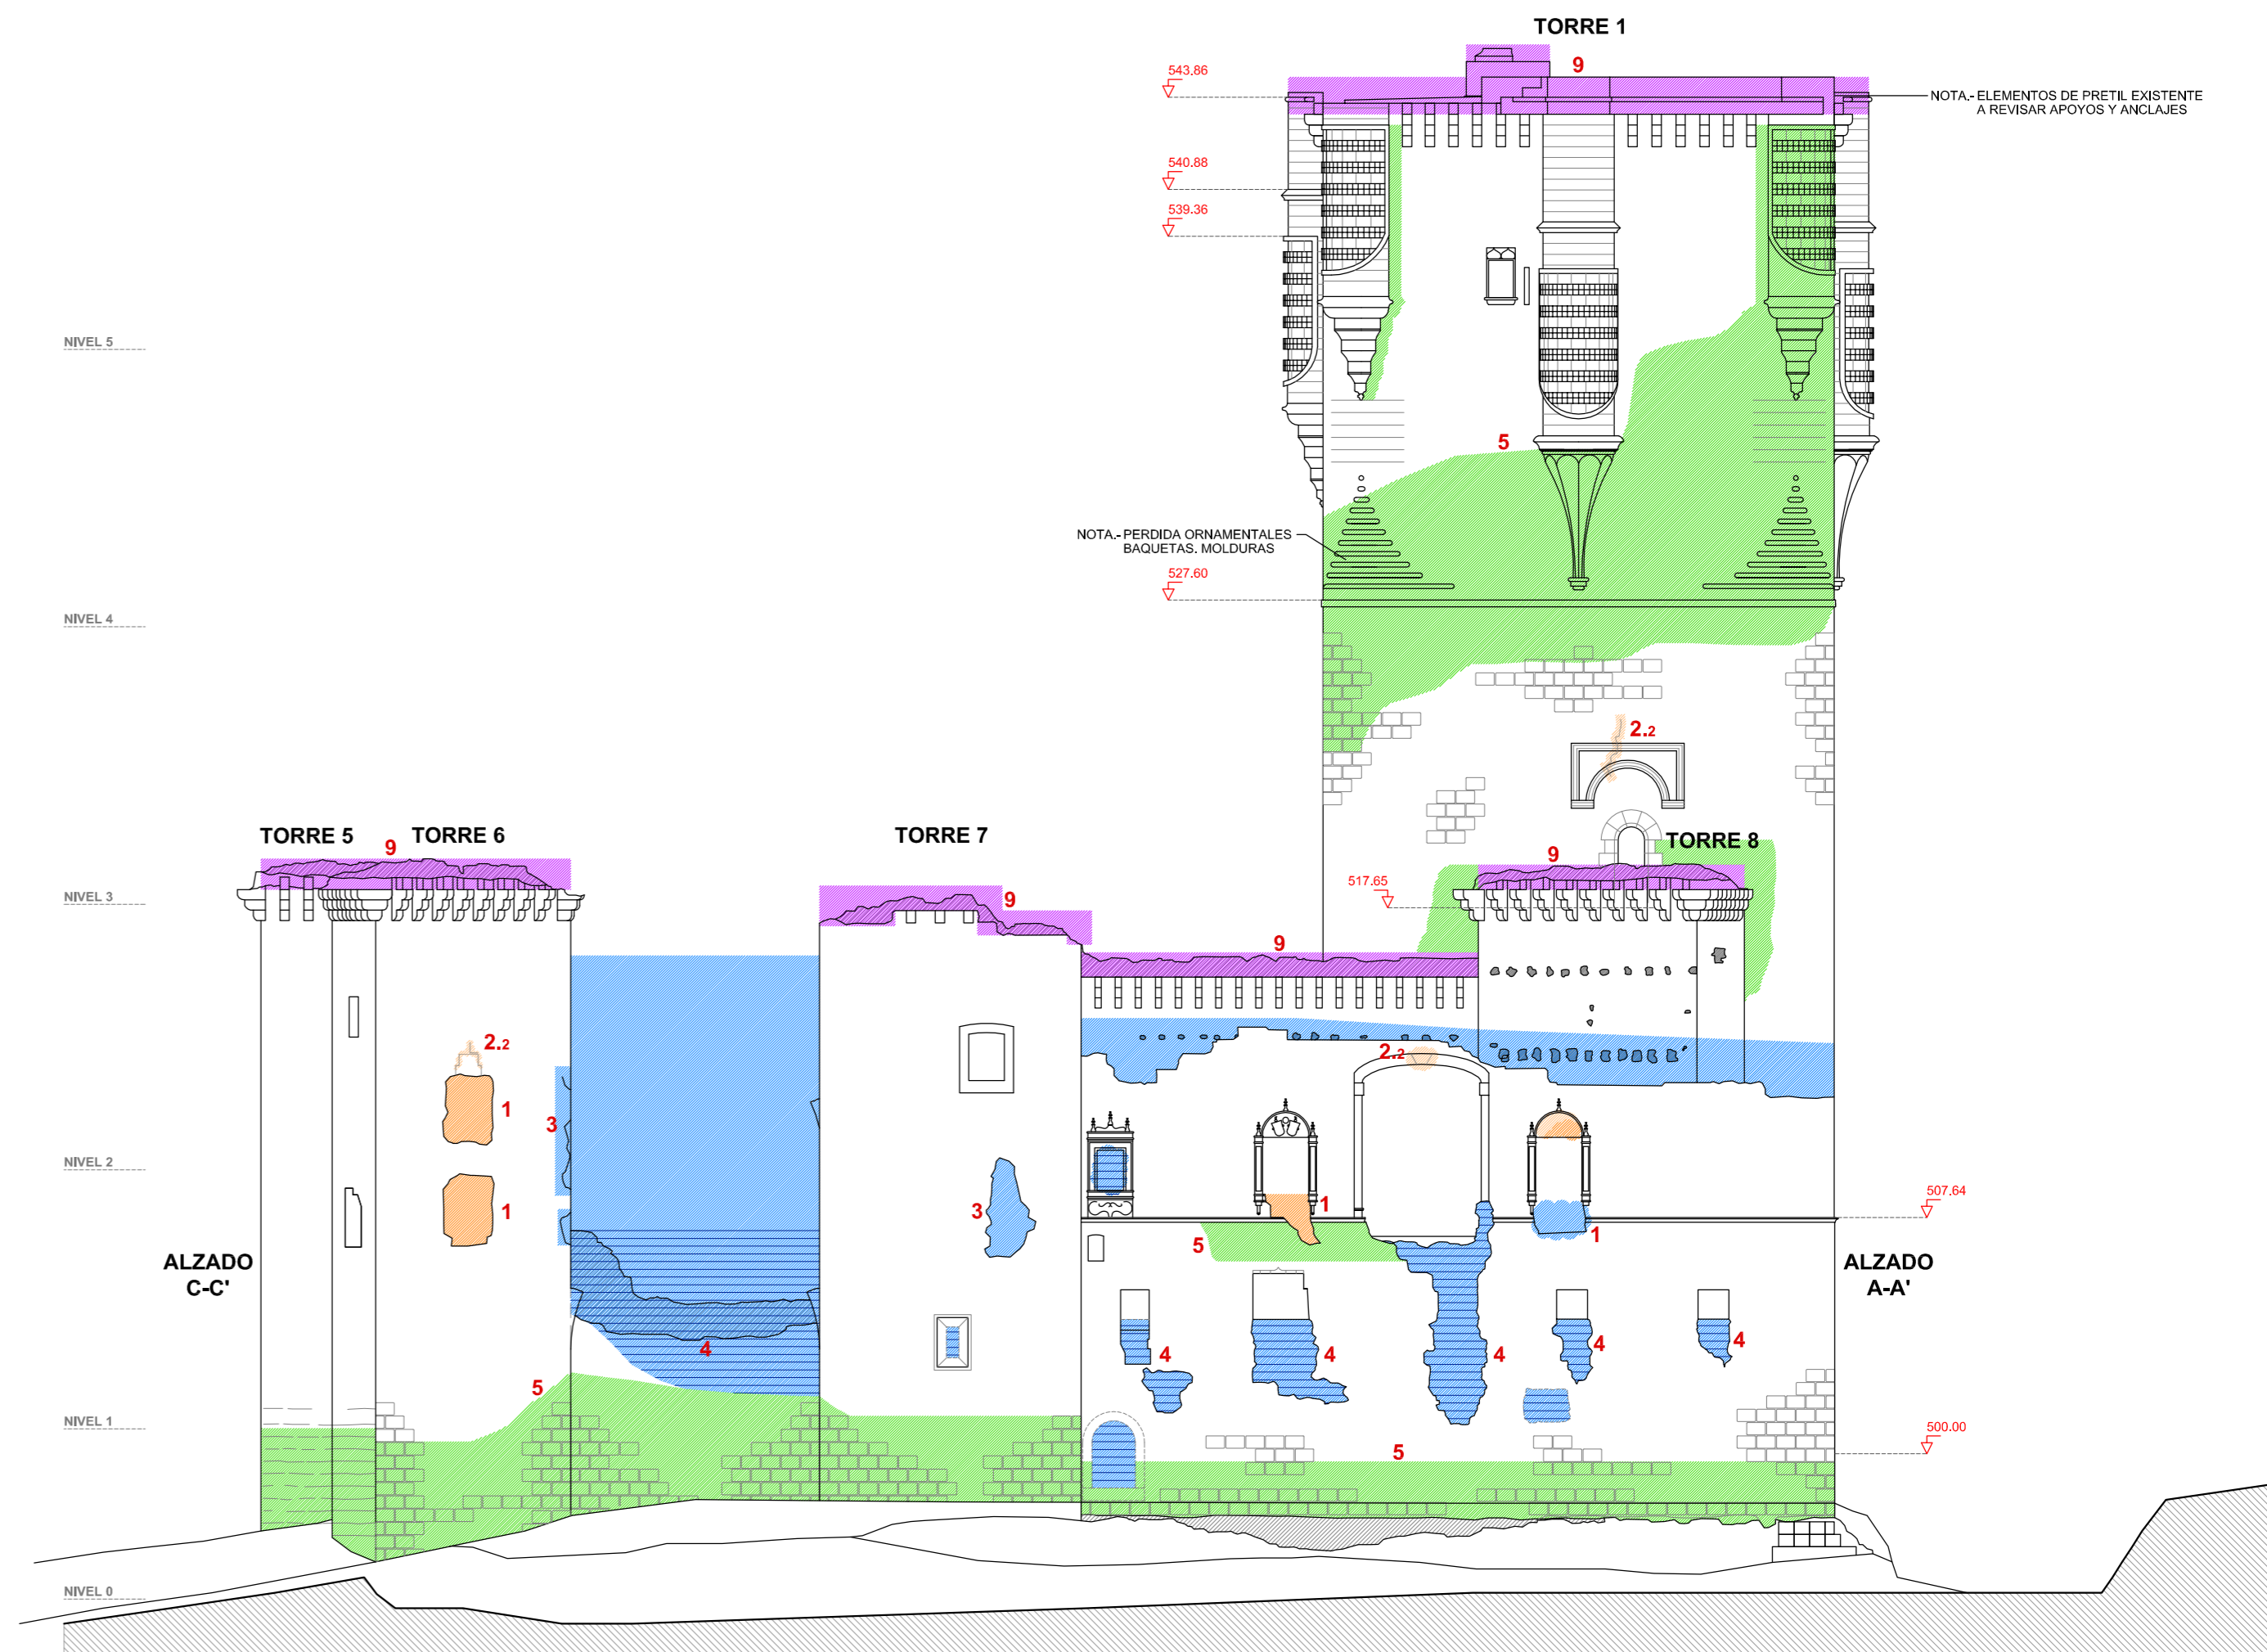 TORRE 1
9
543.86
NOTA.- ELEMENTOS DE PRETIL EXISTENTE
A REVISAR APOYOS Y ANCLAJES
540.88
539.36
NIVEL 5
5
NOTA.- PERDIDA ORNAMENTALES
BAQUETAS. MOLDURAS
527.60
NIVEL 4
2.2
TORRE 5
TORRE 6
TORRE 7
TORRE 8
9
9
517.65
NIVEL 3
9
9
2.2
2.2
1
3
NIVEL 2
507.64
1
3
1
1
5
ALZADO
C-C'
ALZADO
A-A'
4
4
4
4
4
4
5
NIVEL 1
500.00
5
NIVEL 0